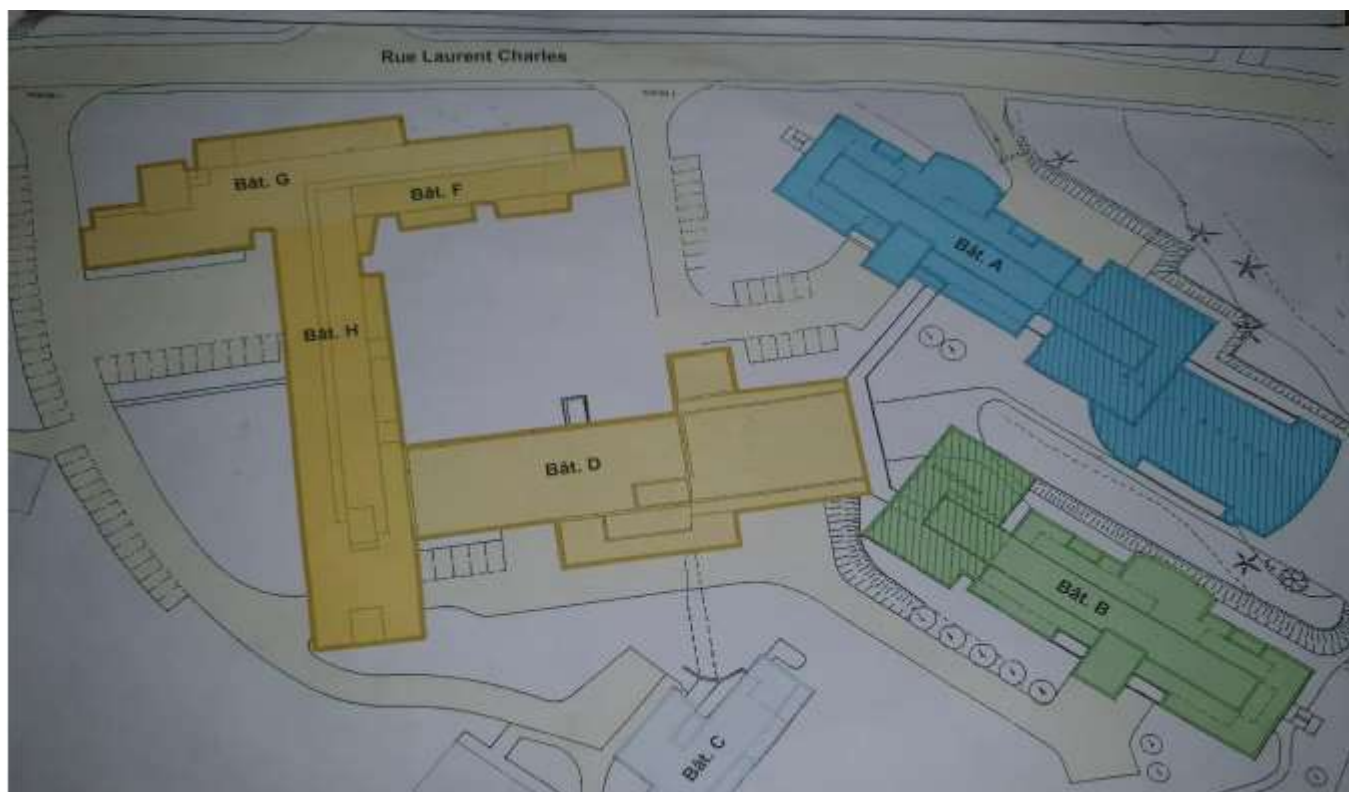 Rue Laurent Charles
Bât. G
Bât. F
Bât. A
Bât. H
Bât. D
Bât. B
Bât. C